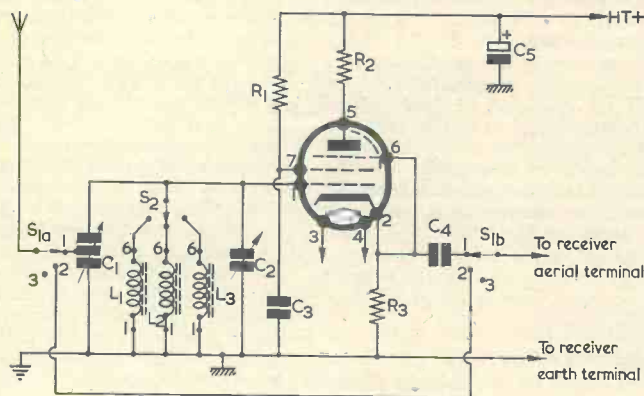 HT+
+
C5
R1
R2
5
6
7
1
2
3
4
S2
S1a
1
2
3
C1
6
6
6
L1
L2
L3
1
1
1
C2
C3
C4
R3
1
S1b
2
3
To receiver
aerial terminal
To receiver
earth terminal